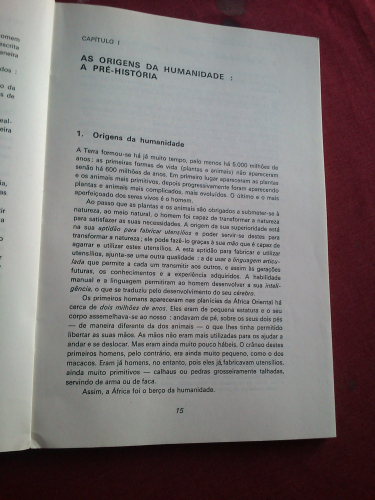 omem
escrita
aneira
ados :
o da
s de
real-
eira
CAPÍTULO I
AS ORIGENS DA HUMANIDADE :
A PRÉ-HISTÓRIA
1. Origens da humanidade
A Terra formou-se há já muito tempo, pelo menos há 5.000 milhões de
anos ; as primeiras formas de vida (plantas e animais) não apareceram
senão há 600 milhões de anos. Em primeiro lugar apareceram as plantas
e os animais mais primitivos, depois progressivamente foram aparecendo
plantas e animais mais complicados, mais evoluídos. O último e o mais
aperfeiçoado dos seres vivos é o homem.
Ao passo que as plantas e os animais são obrigados a submeter-se à
natureza, ao meio natural, o homem foi capaz de transformar a natureza
para satisfazer as suas necessidades. A origem da sua superioridade está
na sua aptidão para fabricar utensílios e poder servir-se destes para
transformar a natureza ; ele pode fazê-lo graças à sua mão que é capaz de
agarrar e utilizar estes utensílios. A esta aptidão para fabricar e utilizar
utensílios, ajunta-se uma outra qualidade : a de usar a linguagem articu-
lada que permite a cada um transmitir aos outros, e assim às gerações
futuras, os conhecimentos e a experiência adquiridos. A habilidade
manual e a linguagem permitiram ao homem desenvolver a sua inteli-
gência, o que se traduziu pelo desenvolvimento do seu cérebro.
Os primeiros homens apareceram nas planícies da África Oriental há
cerca de dois milhões de anos. Eles eram de pequena estatura e o seu
corpo assemelhava-se ao nosso : andavam de pé, sobre os seus dois pés
— de maneira diferente da dos animais — o que lhes tinha permitido
libertar as suas mãos. As mãos não eram mais utilizadas para os ajudar a
andar e se deslocar. Mas eram ainda muito pouco hábeis. O crâneo destes
primeiros homens, pelo contrário, era ainda muito pequeno, como o dos
macacos. Eram já homens, no entanto, pois eles já fabricavam utensílios,
ainda muito primitivos — calhaus ou pedras grosseiramente talhadas,
servindo de arma ou de faca.
Assim, a África foi o berço da humanidade.
15